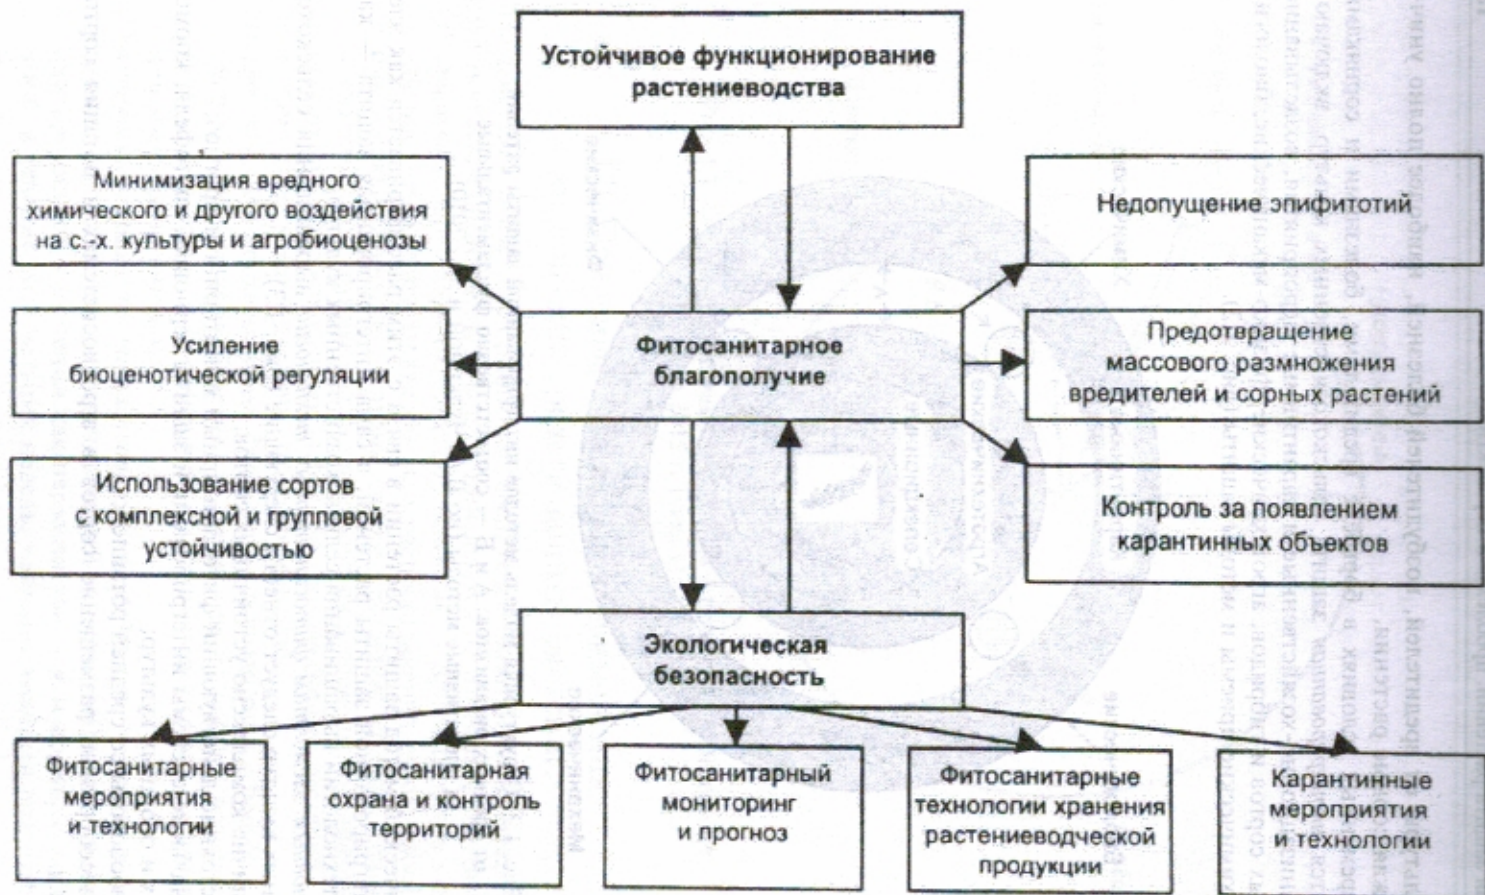 Устойчивое функционирование
растениеводства
Минимизация вредного
химического и другого воздействия
на с.-х. культуры и агробиоценозы
Недопущение эпифитотий
Усиление
биоценотической регуляции
Фитосанитарное
благополучие
Предотвращение
массового размножения
вредителей и сорных растений
Использование сортов
с комплексной и групповой
устойчивостью
Контроль за появлением
карантинных объектов
Экологическая
безопасность
Фитосанитарные
мероприятия
и технологии
Фитосанитарная
охрана и контроль
территорий
Фитосанитарный
мониторинг
и прогноз
Фитосанитарные
технологии хранения
растениеводческой
продукции
Карантинные
мероприятия
и технологии